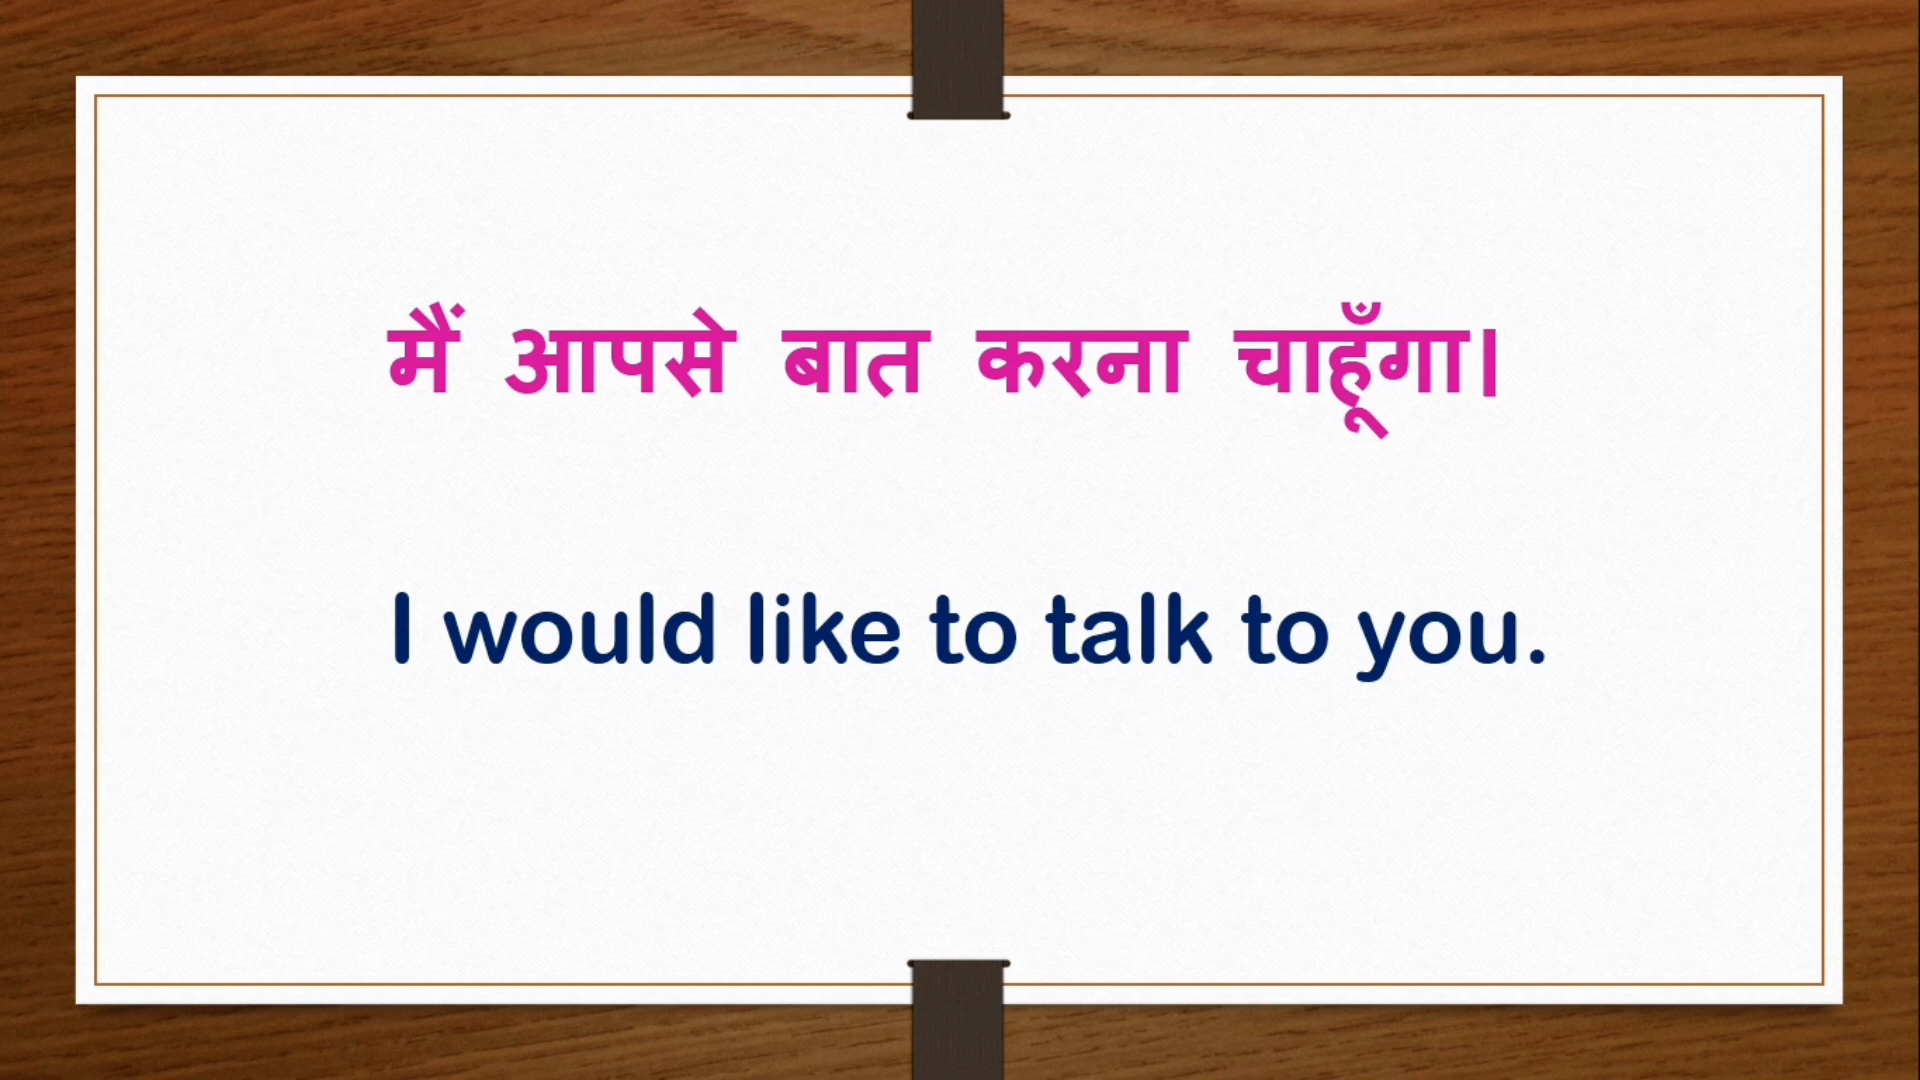 मैं आपसे बात करना चाहूँगा।
I would like to talk to you.